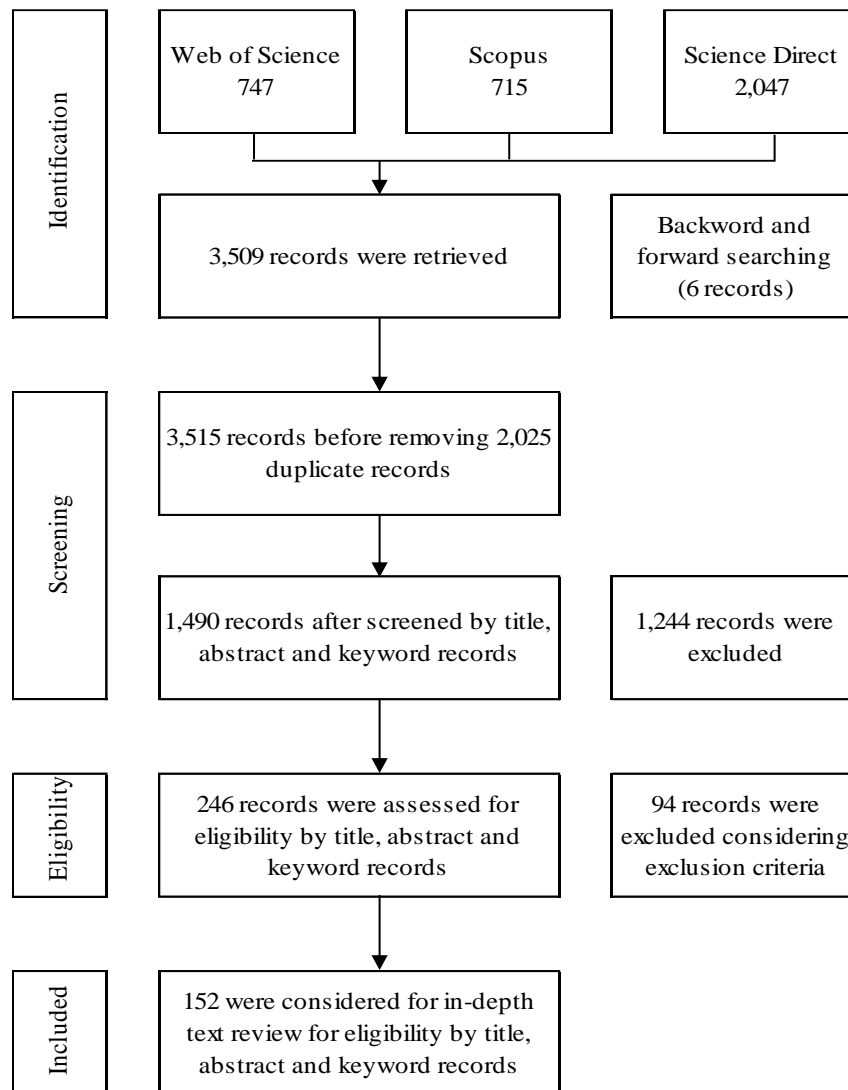 Identification
Web of Science
747
Scopus
715
Science Direct
2,047
3,509 records were retrieved
Backword and
forward searching
(6 records)
Screening
3,515 records before removing 2,025
duplicate records
1,490 records after screened by title,
abstract and keyword records
1,244 records were
excluded
Eligibility
246 records were assessed for
eligibility by title, abstract and
keyword records
94 records were
excluded considering
exclusion criteria
Included
152 were considered for in-depth
text review for eligibility by title,
abstract and keyword records